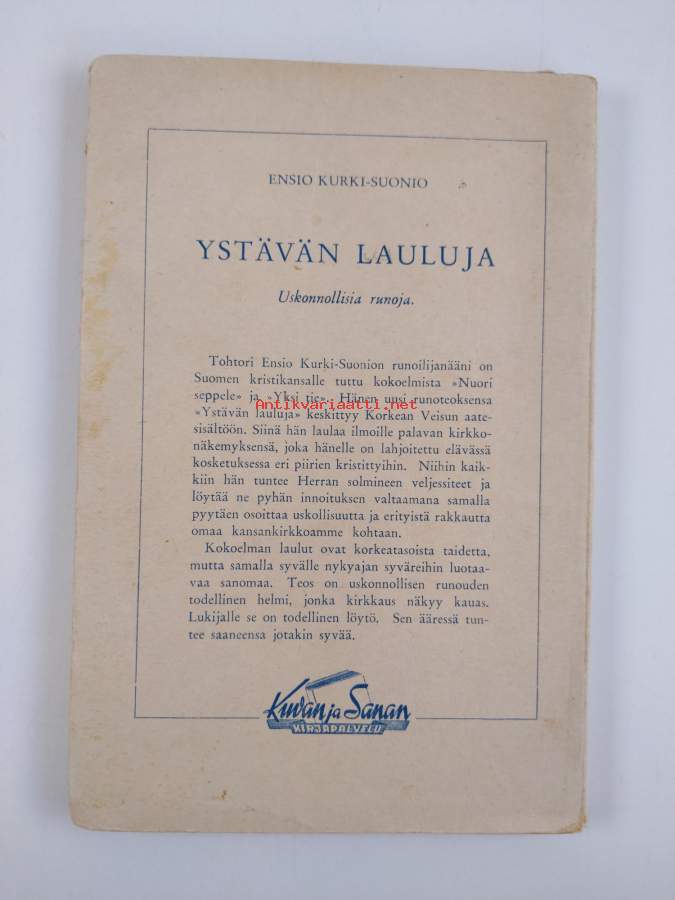 ENSIO KURKI-SUONIO
YSTÄVÄN LAULUJA
Uskonnollisia runoja.
Tohtori Ensio Kurki-Suonion runoilijanääni on
Suomen kristikansalle tuttu kokoelmista »Nuori
seppele» ja »Yksi tie». Hänen uusi runoteoksensa
Antikvariaatti.net
»Ystävän lauluja» keskittyy Korkean Veisun aate-
sisältöön. Siinä hän laulaa ilmoille palavan kirkko-
näkemyksensä, joka hänelle on lahjoitettu elävässä
kosketuksessa eri piirien kristittyihin. Niihin kaik-
kiin hän tuntee Herran solmineen veljessiteet ja
löytää ne pyhän innoituksen valtaamana samalla
pyytäen osoittaa uskollisuutta ja erityistä rakkautta
omaa kansankirkkoamme kohtaan.
Kokoelman laulut ovat korkeatasoista taidetta,
mutta samalla syvälle nykyajan syväreihin luotaa-
vaa sanomaa. Teos on uskonnollisen runouden
todellinen helmi, jonka kirkkaus näkyy kauas.
Lukijalle se on todellinen löytö. Sen ääressä tun-
tee saaneensa jotakin syvää.
Kuvan ja Sanan
KIRJAPALVELU